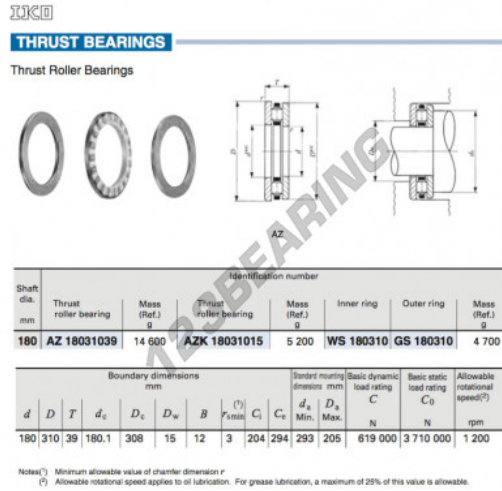 IKO
THRUST BEARINGS
Thrust Roller Bearings
T
r
D
d
AZ
123BEARING
Identification number
Shaft dia. mm
Thrust roller bearing
Mass (Ref.) g
Thrust roller bearing
Mass (Ref.) g
Inner ring
Outer ring
Mass (Ref.) g
180 AZ 18031039 14 600 AZK 18031015 5 200 WS 180310 GS 180310 4 700
Boundary dimensions mm
Standard mounting dimensions mm
Basic dynamic load rating C N
Basic static load rating C₀ N
Allowable rotational speed(²) rpm
d D T dc Dc Dw B rs min(¹) Ci Ce da Min. Da Max.
180 310 39 180.1 308 15 12 3 204 294 293 205 619 000 3 710 000 1 200
Notes(¹) Minimum allowable value of chamfer dimension r
(²) Allowable rotational speed applies to oil lubrication. For grease lubrication, a maximum of 25% of this value is allowable.